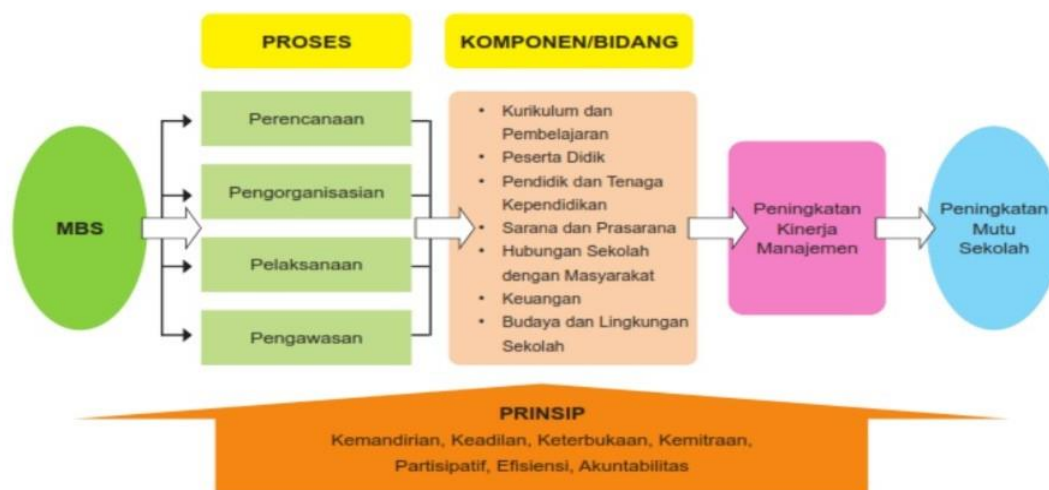 PROSES
KOMPONEN/BIDANG
MBS
Perencanaan
Pengorganisasian
Pelaksanaan
Pengawasan
• Kurikulum dan
Pembelajaran
• Peserta Didik
• Pendidik dan Tenaga
Kependidikan
• Sarana dan Prasarana
• Hubungan Sekolah
dengan Masyarakat
• Keuangan
• Budaya dan Lingkungan
Sekolah
Peningkatan
Kinerja
Manajemen
Peningkatan
Mutu
Sekolah
PRINSIP
Kemandirian, Keadilan, Keterbukaan, Kemitraan,
Partisipatif, Efisiensi, Akuntabilitas